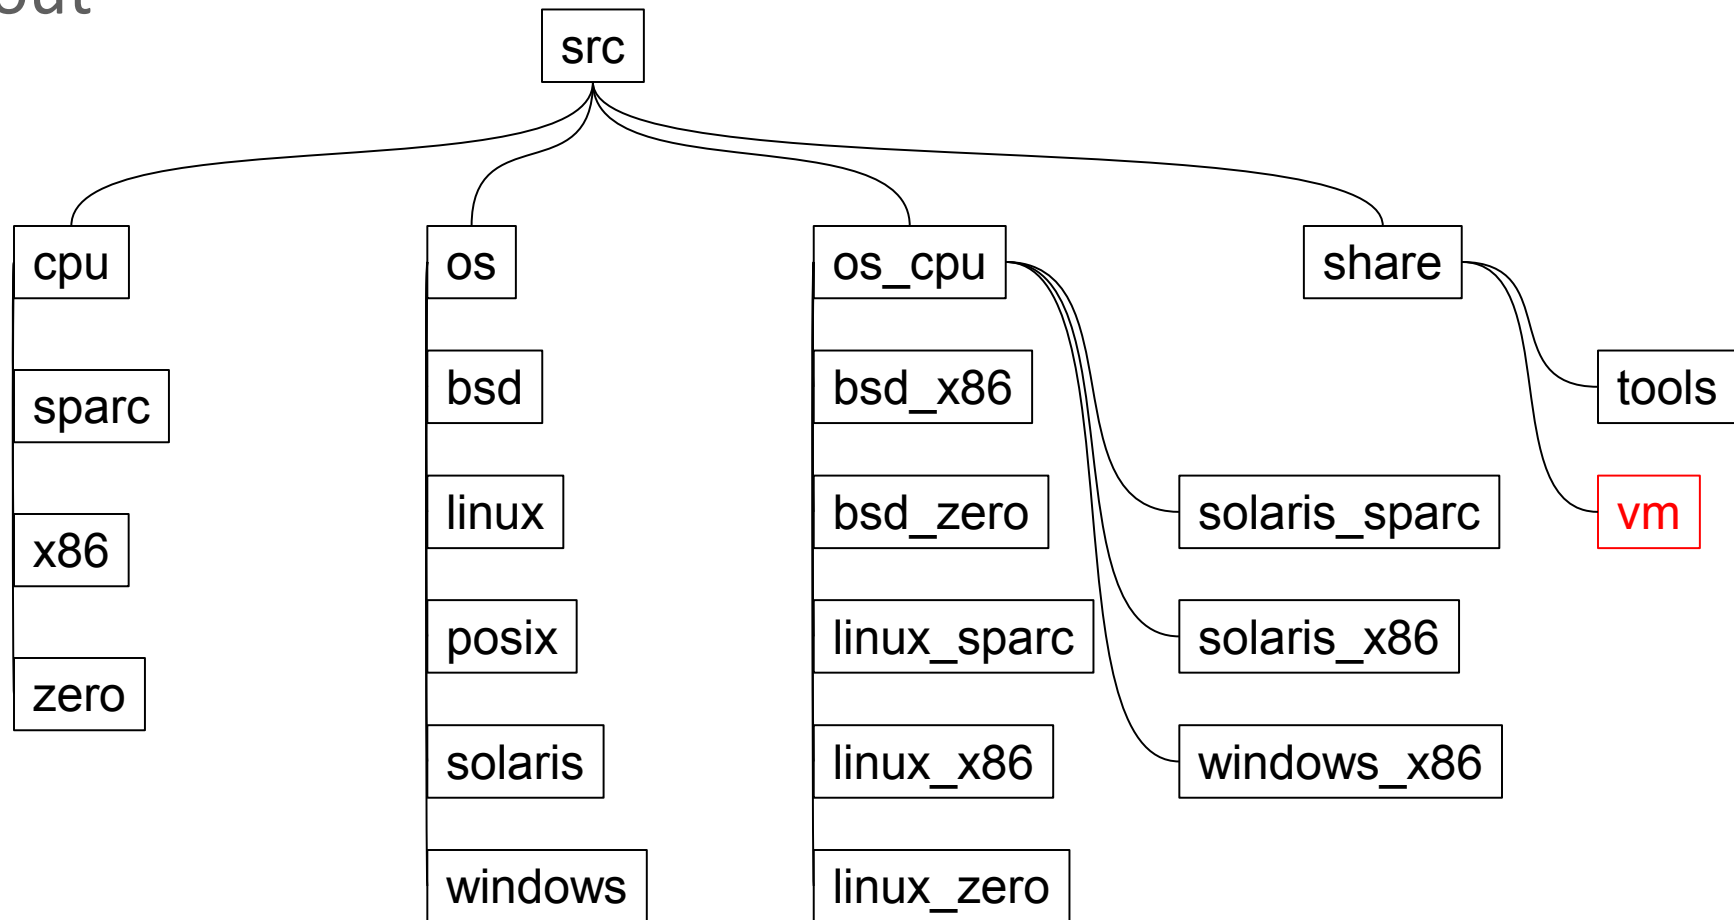 src
cpu
os
os_cpu
share
sparc
x86
zero
bsd
linux
posix
solaris
windows
bsd_x86
bsd_zero
linux_sparc
linux_x86
linux_zero
solaris_sparc
solaris_x86
windows_x86
tools
vm